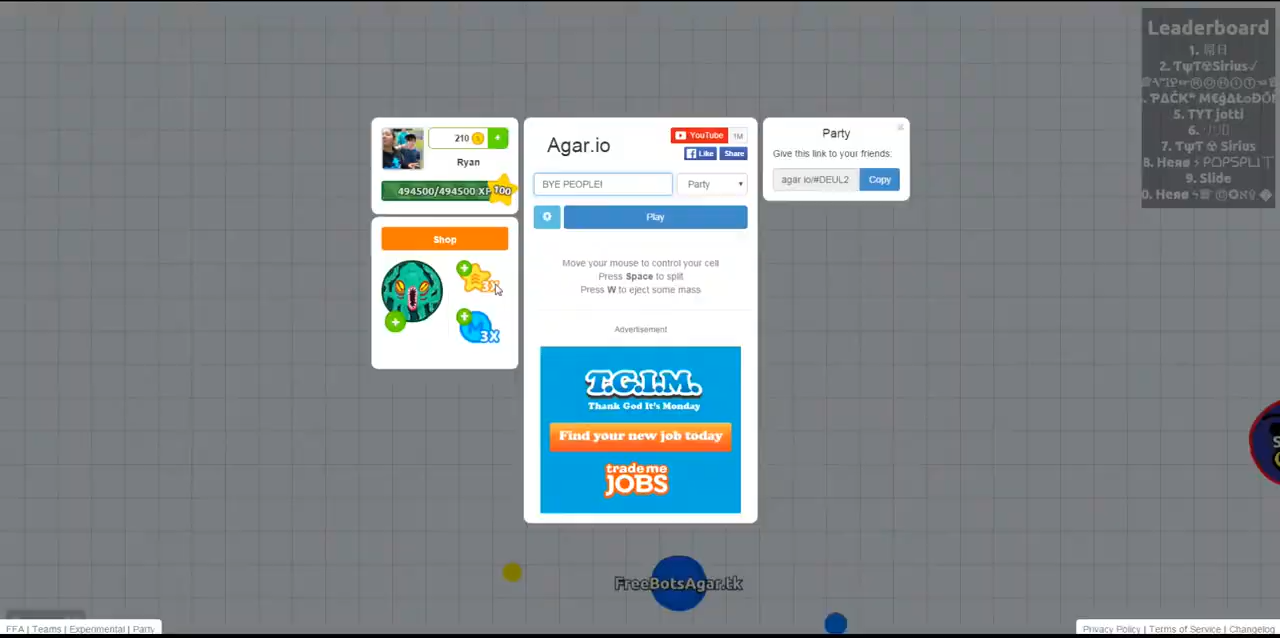 210
+
Ryan
494500/494500 XP
100
Shop
3X
3X
Agar.io
YouTube 1M
Like Share
BYE PEOPLE!
Party
Play
Move your mouse to control your cell
Press Space to split
Press W to eject some mass
Advertisement
T.G.I.M.
Thank God It's Monday
Find your new job today
trade me
JOBS
Party
Give this link to your friends:
agar io/#DEUL2
Copy
Leaderboard
1.
2. TψT☢Sirius✓
5. TYT jotti
6.
7. TψT ☢ Sirius
9. Slide
FreeBotsAgar.tk
FFA | Teams | Experimental | Party
Privacy Policy | Terms of Service | Changelog